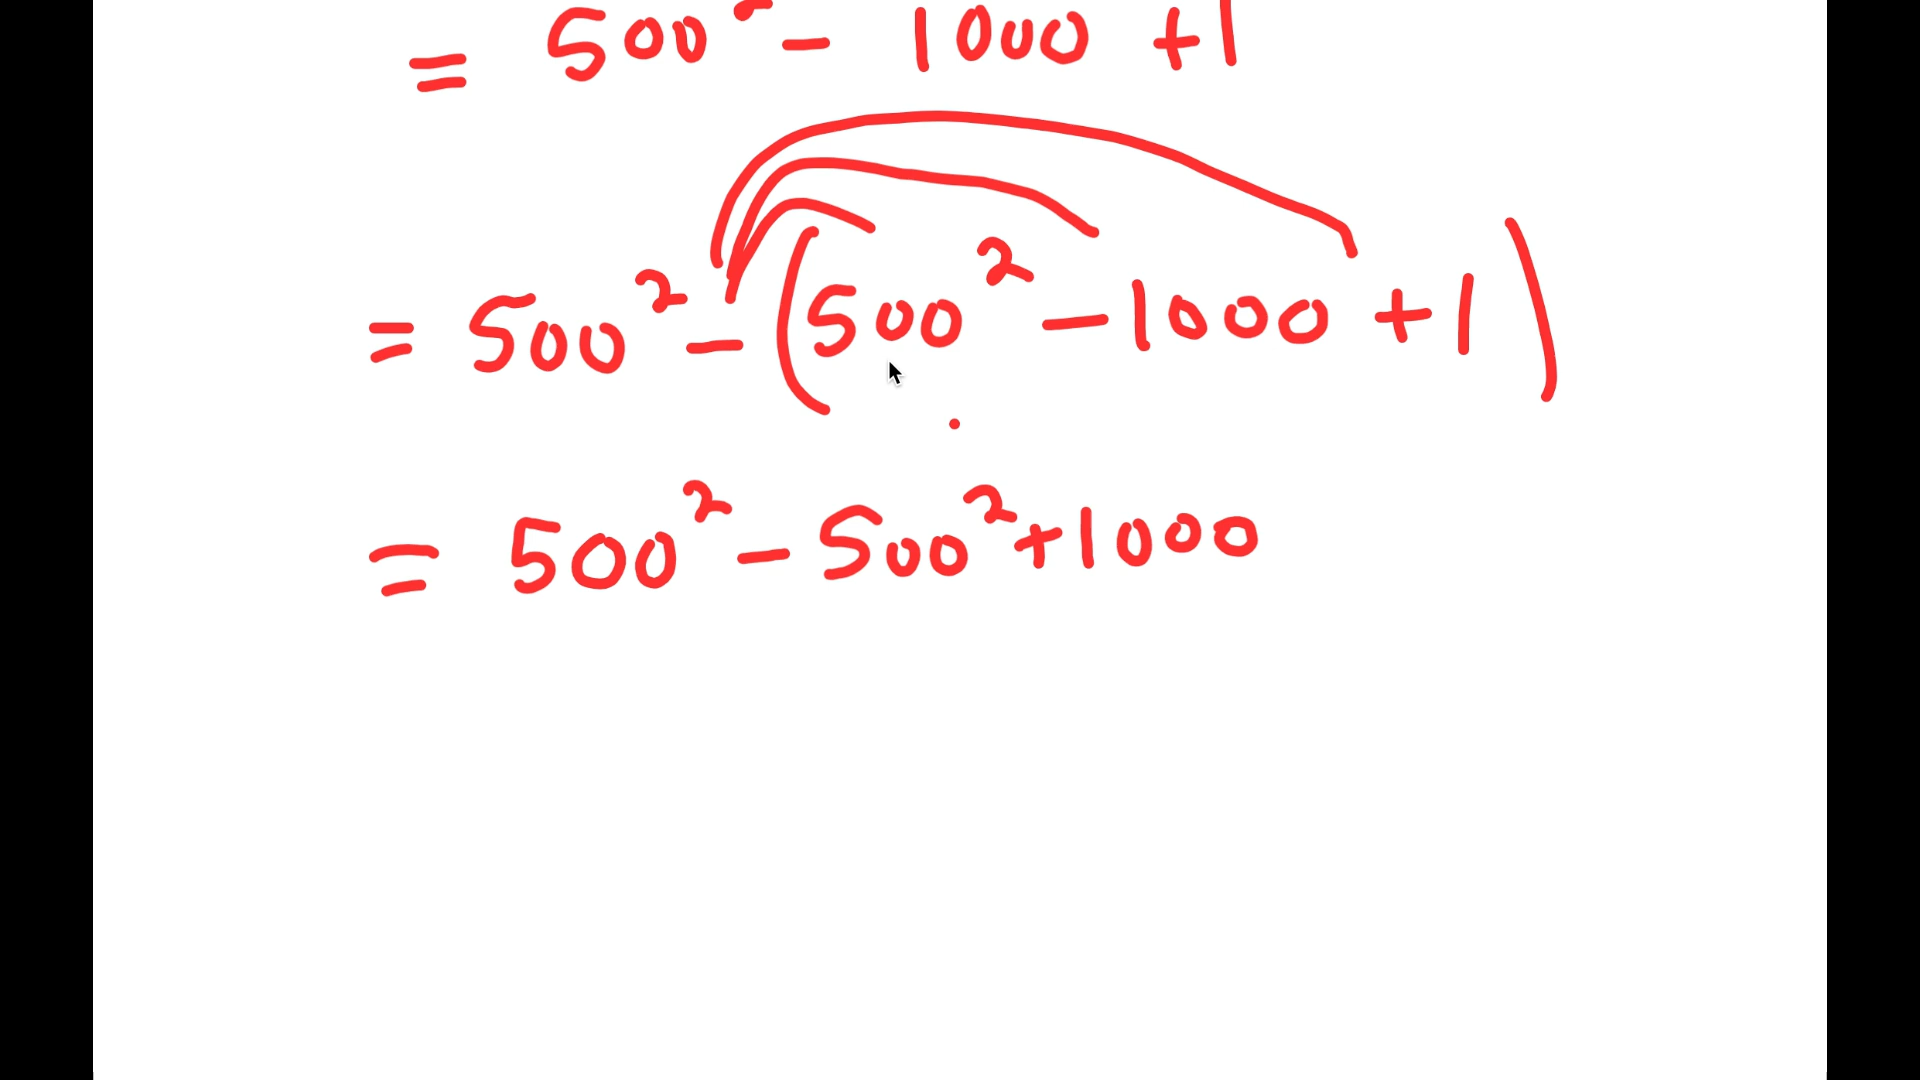 = 500² - 1000 + 1
= 500² - (500² - 1000 + 1)
= 500² - 500² + 1000